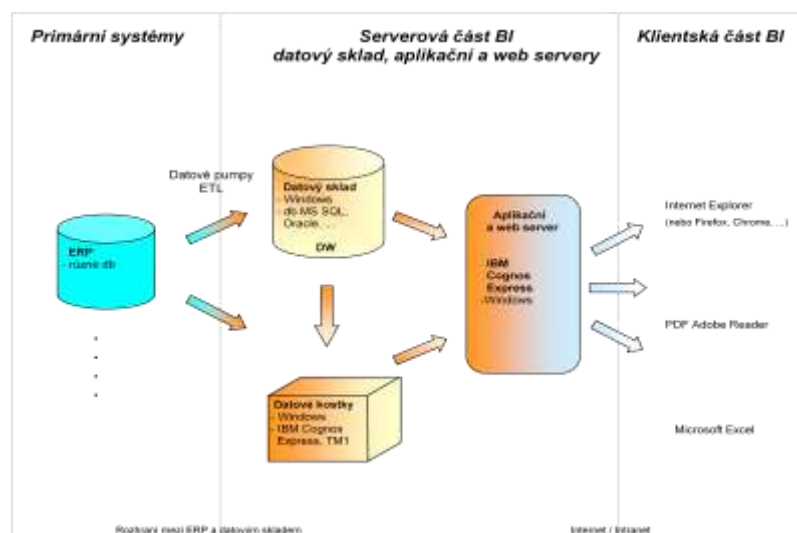 Primární systémy
Serverová část BI
datový sklad, aplikační a web servery
Klientská část BI
Datové pumpy
ETL
Datový sklad
- Windows
- db MS SQL,
Oracle, ...
DW
ERP
- různé db
Aplikační
a web server
IBM
Cognos
Express
-Windows
Internet Explorer
(nebo Firefox, Chrome, ...)
PDF Adobe Reader
Datové kostky
- Windows
- IBM Cognos
Express, TM1
Microsoft Excel
Rozhraní mezi ERP a datovým skladem
Internet / Intranet